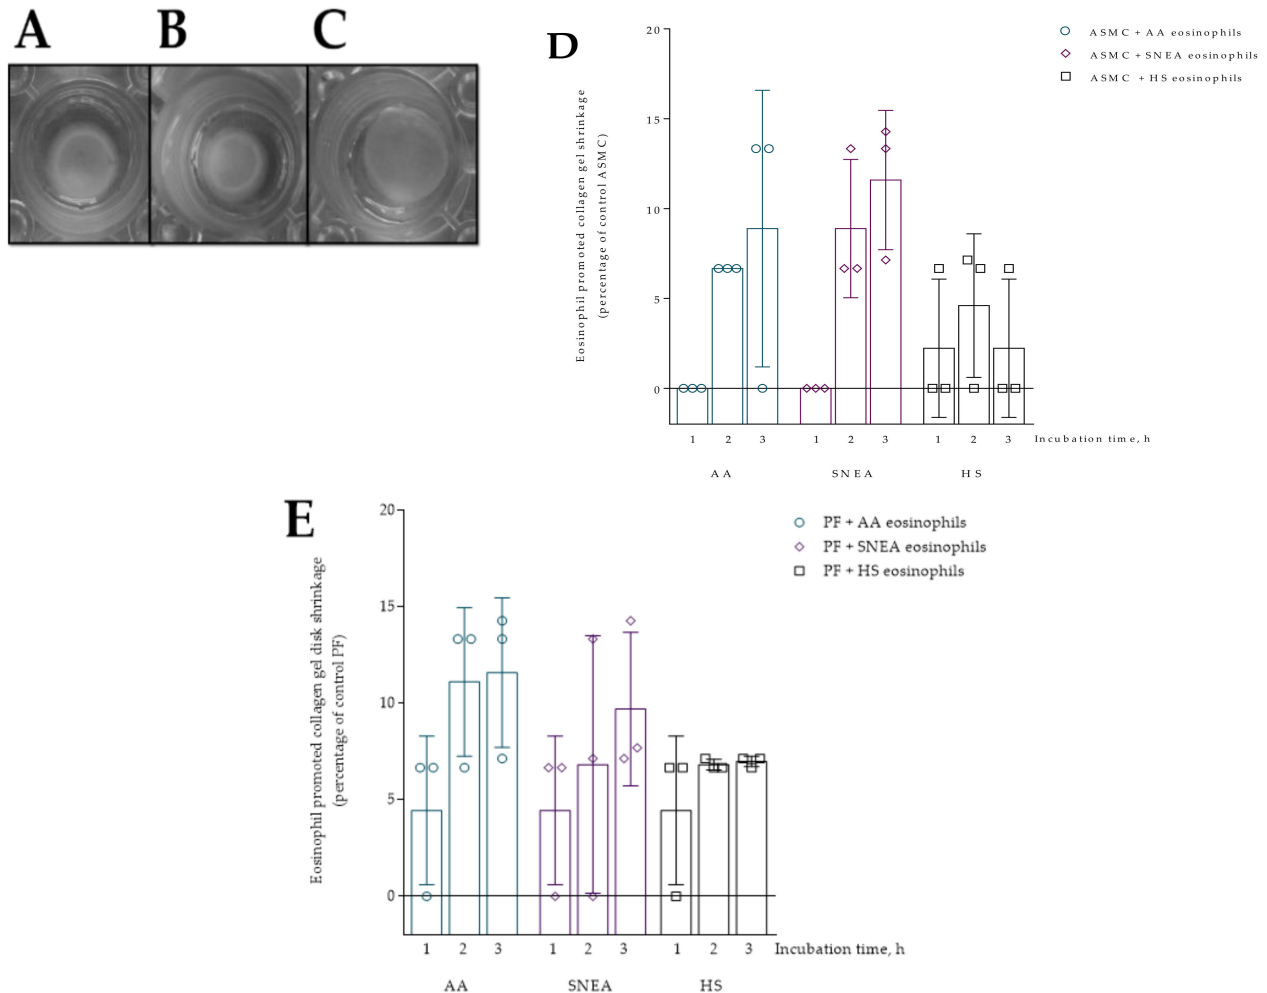 A B C
D
Eosinophil promoted collagen gel shrinkage
(percentage of control ASMC)
20
15
10
5
0
ASMC + AA eosinophils
ASMC + SNEA eosinophils
ASMC + HS eosinophils
1 2 3 1 2 3 1 2 3 Incubation time, h
AA SNEA HS
E
Eosinophil promoted collagen gel disk shrinkage
(percentage of control PF)
20
15
10
5
0
PF + AA eosinophils
PF + SNEA eosinophils
PF + HS eosinophils
1 2 3 1 2 3 1 2 3 Incubation time, h
AA SNEA HS